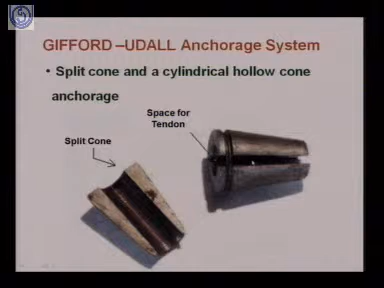 GIFFORD –UDALL Anchorage System
• Split cone and a cylindrical hollow cone
anchorage
Space for
Tendon
Split Cone